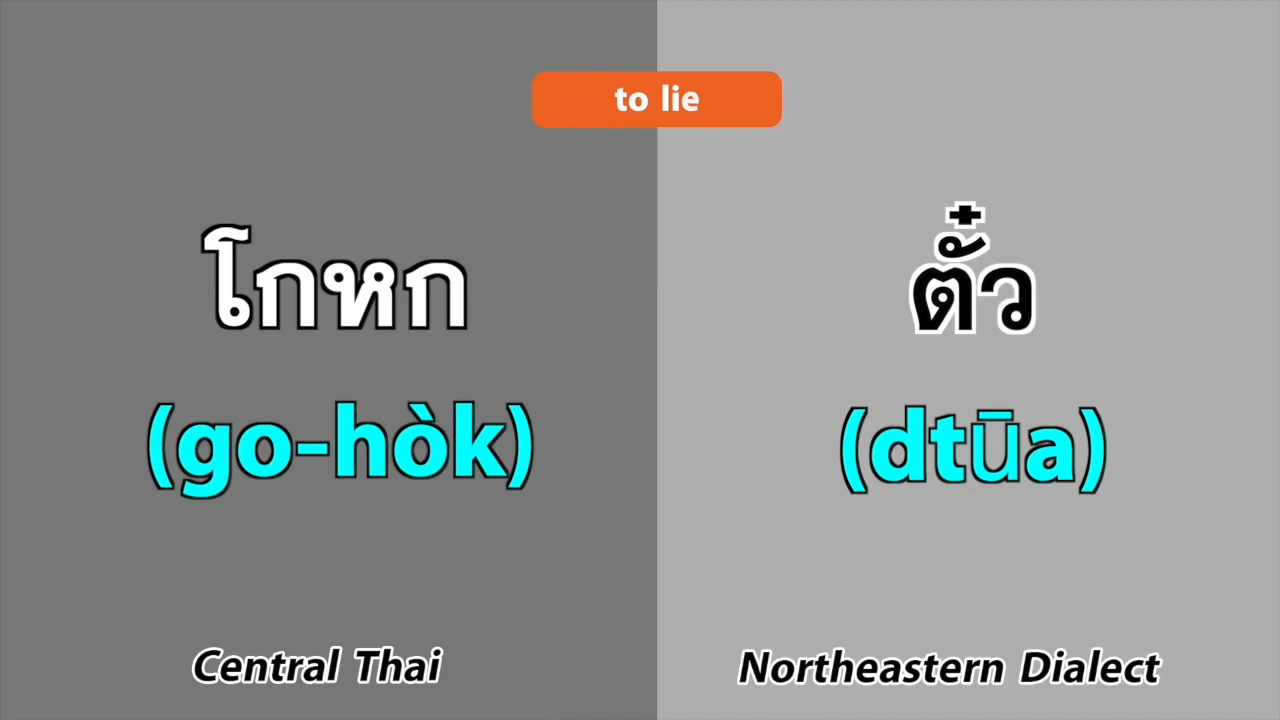 to lie
โกหก
ตั๋ว
(go-hòk)
(dtūa)
Central Thai
Northeastern Dialect